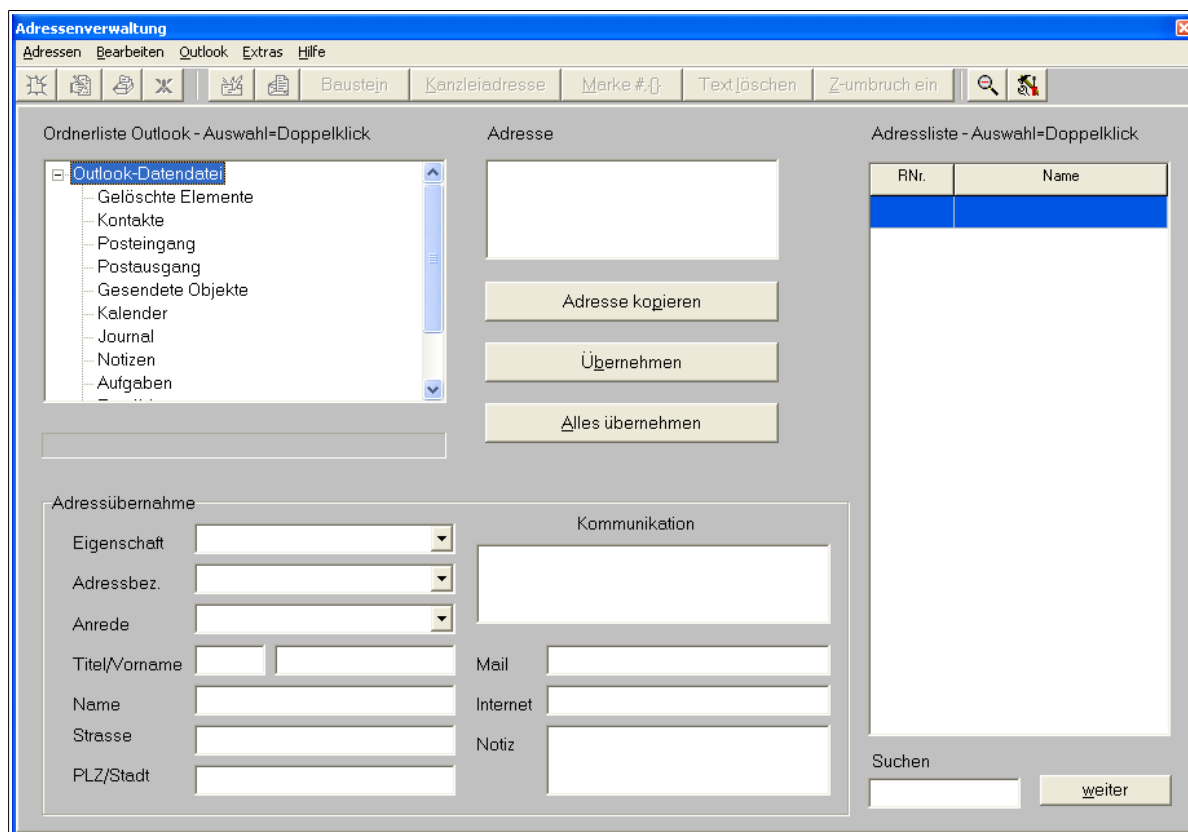 Adressenverwaltung
Adressen Bearbeiten Outlook Extras Hilfe
Baustein Kanzleiadresse Marke #,{} Text löschen Z-umbruch ein
Ordnerliste Outlook - Auswahl=Doppelklick
Outlook-Datendatei
Gelöschte Elemente
Kontakte
Posteingang
Postausgang
Gesendete Objekte
Kalender
Journal
Notizen
Aufgaben
Adresse
Adresse kopieren
Übernehmen
Alles übernehmen
Adressliste - Auswahl=Doppelklick
RNr. Name
Adressübernahme
Eigenschaft
Adressbez.
Anrede
Titel/Vorname
Name
Strasse
PLZ/Stadt
Kommunikation
Mail
Internet
Notiz
Suchen
weiter